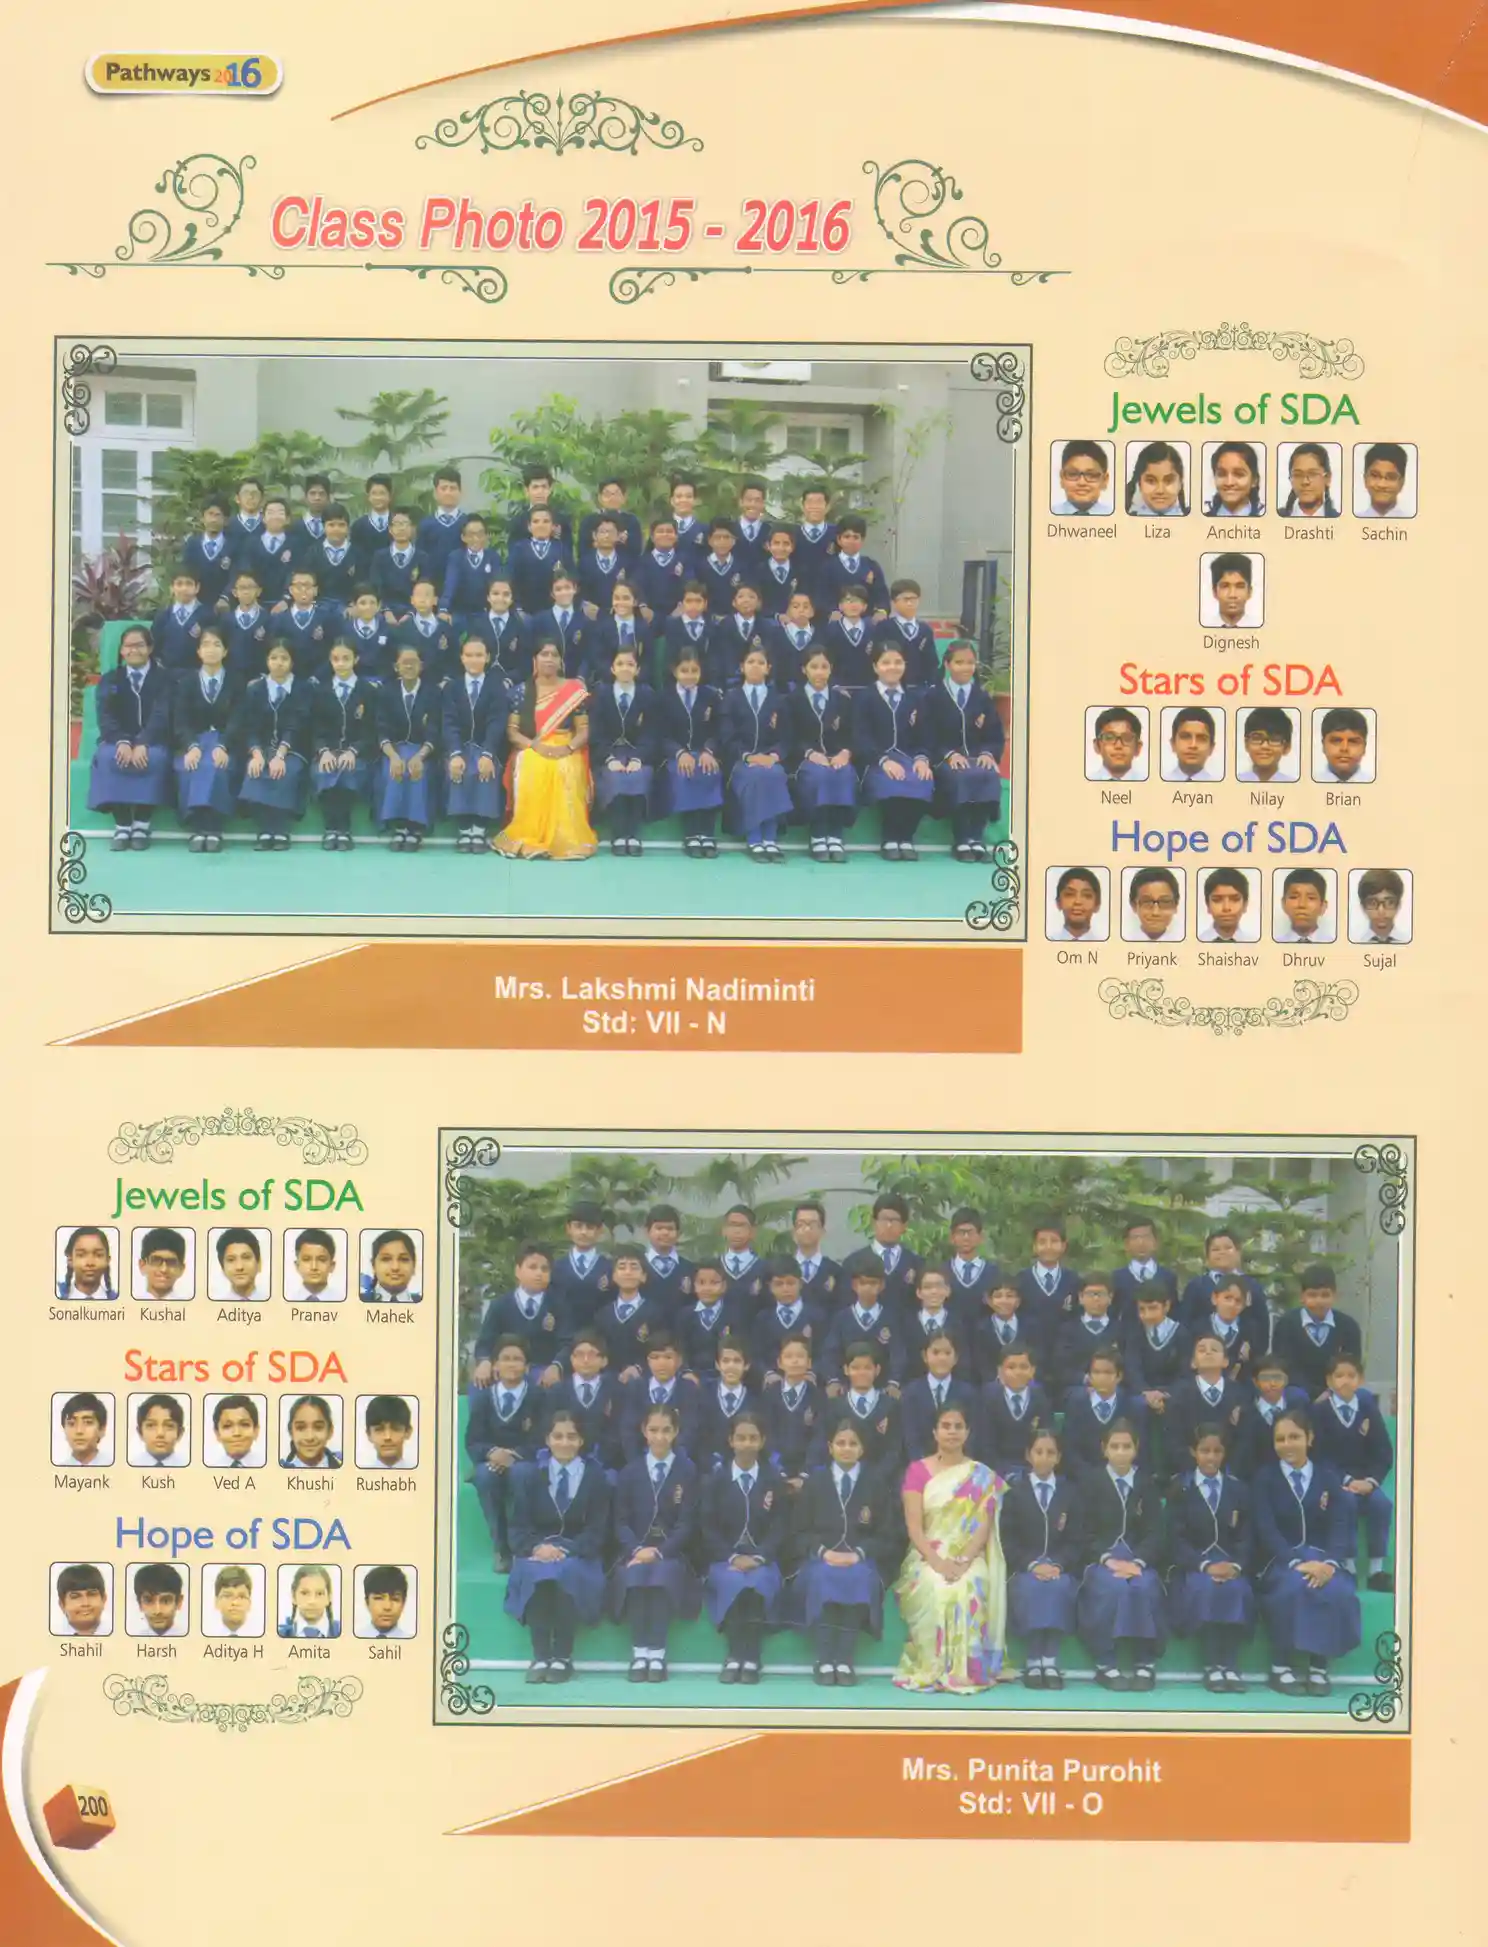 Pathways 2016
Class Photo 2015 - 2016
Jewels of SDA
Dhwaneel Liza Anchita Drashti Sachin
Dignesh
Stars of SDA
Neel Aryan Nilay Brian
Hope of SDA
Om N Priyank Shaishav Dhruv Sujal
Mrs. Lakshmi Nadiminti
Std: VII - N
Jewels of SDA
Sonalkumari Kushal Aditya Pranav Mahek
Stars of SDA
Mayank Kush Ved A Khushi Rushabh
Hope of SDA
Shahil Harsh Aditya H Amita Sahil
Mrs. Punita Purohit
Std: VII - O
200